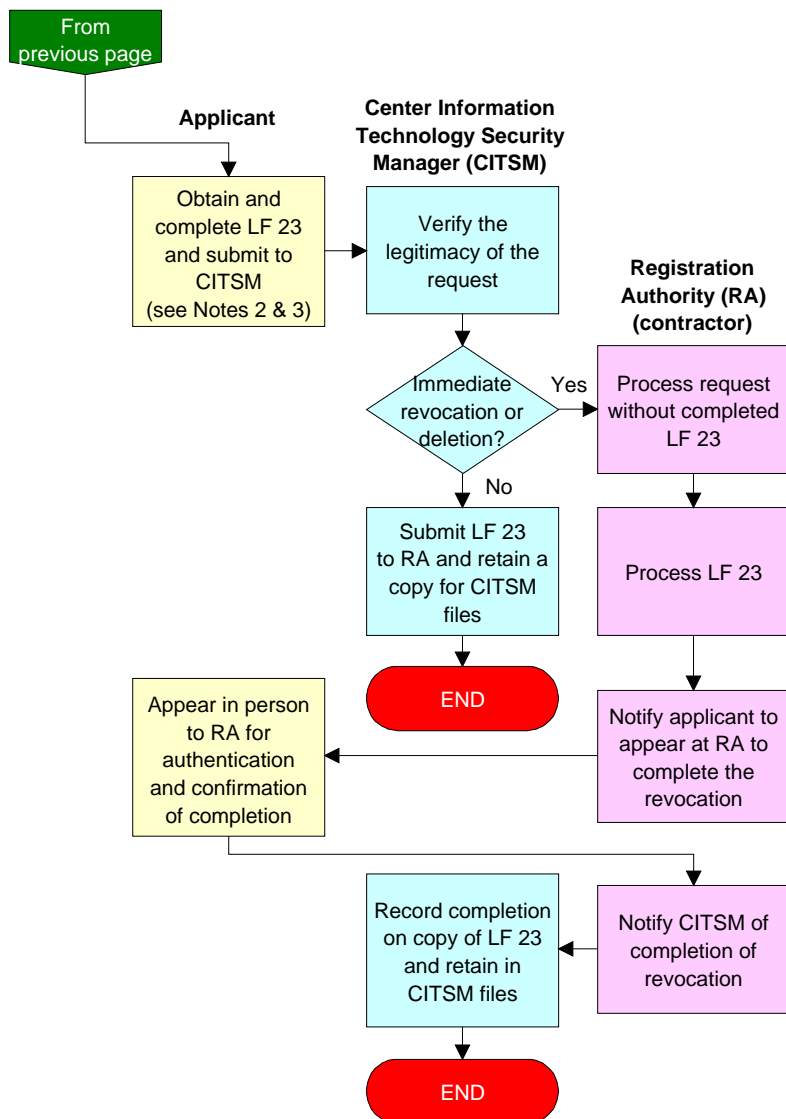 From
previous page
Applicant
Center Information
Technology Security
Manager (CITSM)
Obtain and
complete LF 23
and submit to
CITSM
(see Notes 2 & 3)
Verify the
legitimacy of the
request
Registration
Authority (RA)
(contractor)
Immediate
revocation or
deletion?
Yes
Process request
without completed
LF 23
No
Submit LF 23
to RA and retain a
copy for CITSM
files
Process LF 23
END
Notify applicant to
appear at RA to
complete the
revocation
Appear in person
to RA for
authentication
and confirmation
of completion
Record completion
on copy of LF 23
and retain in
CITSM files
Notify CITSM of
completion of
revocation
END